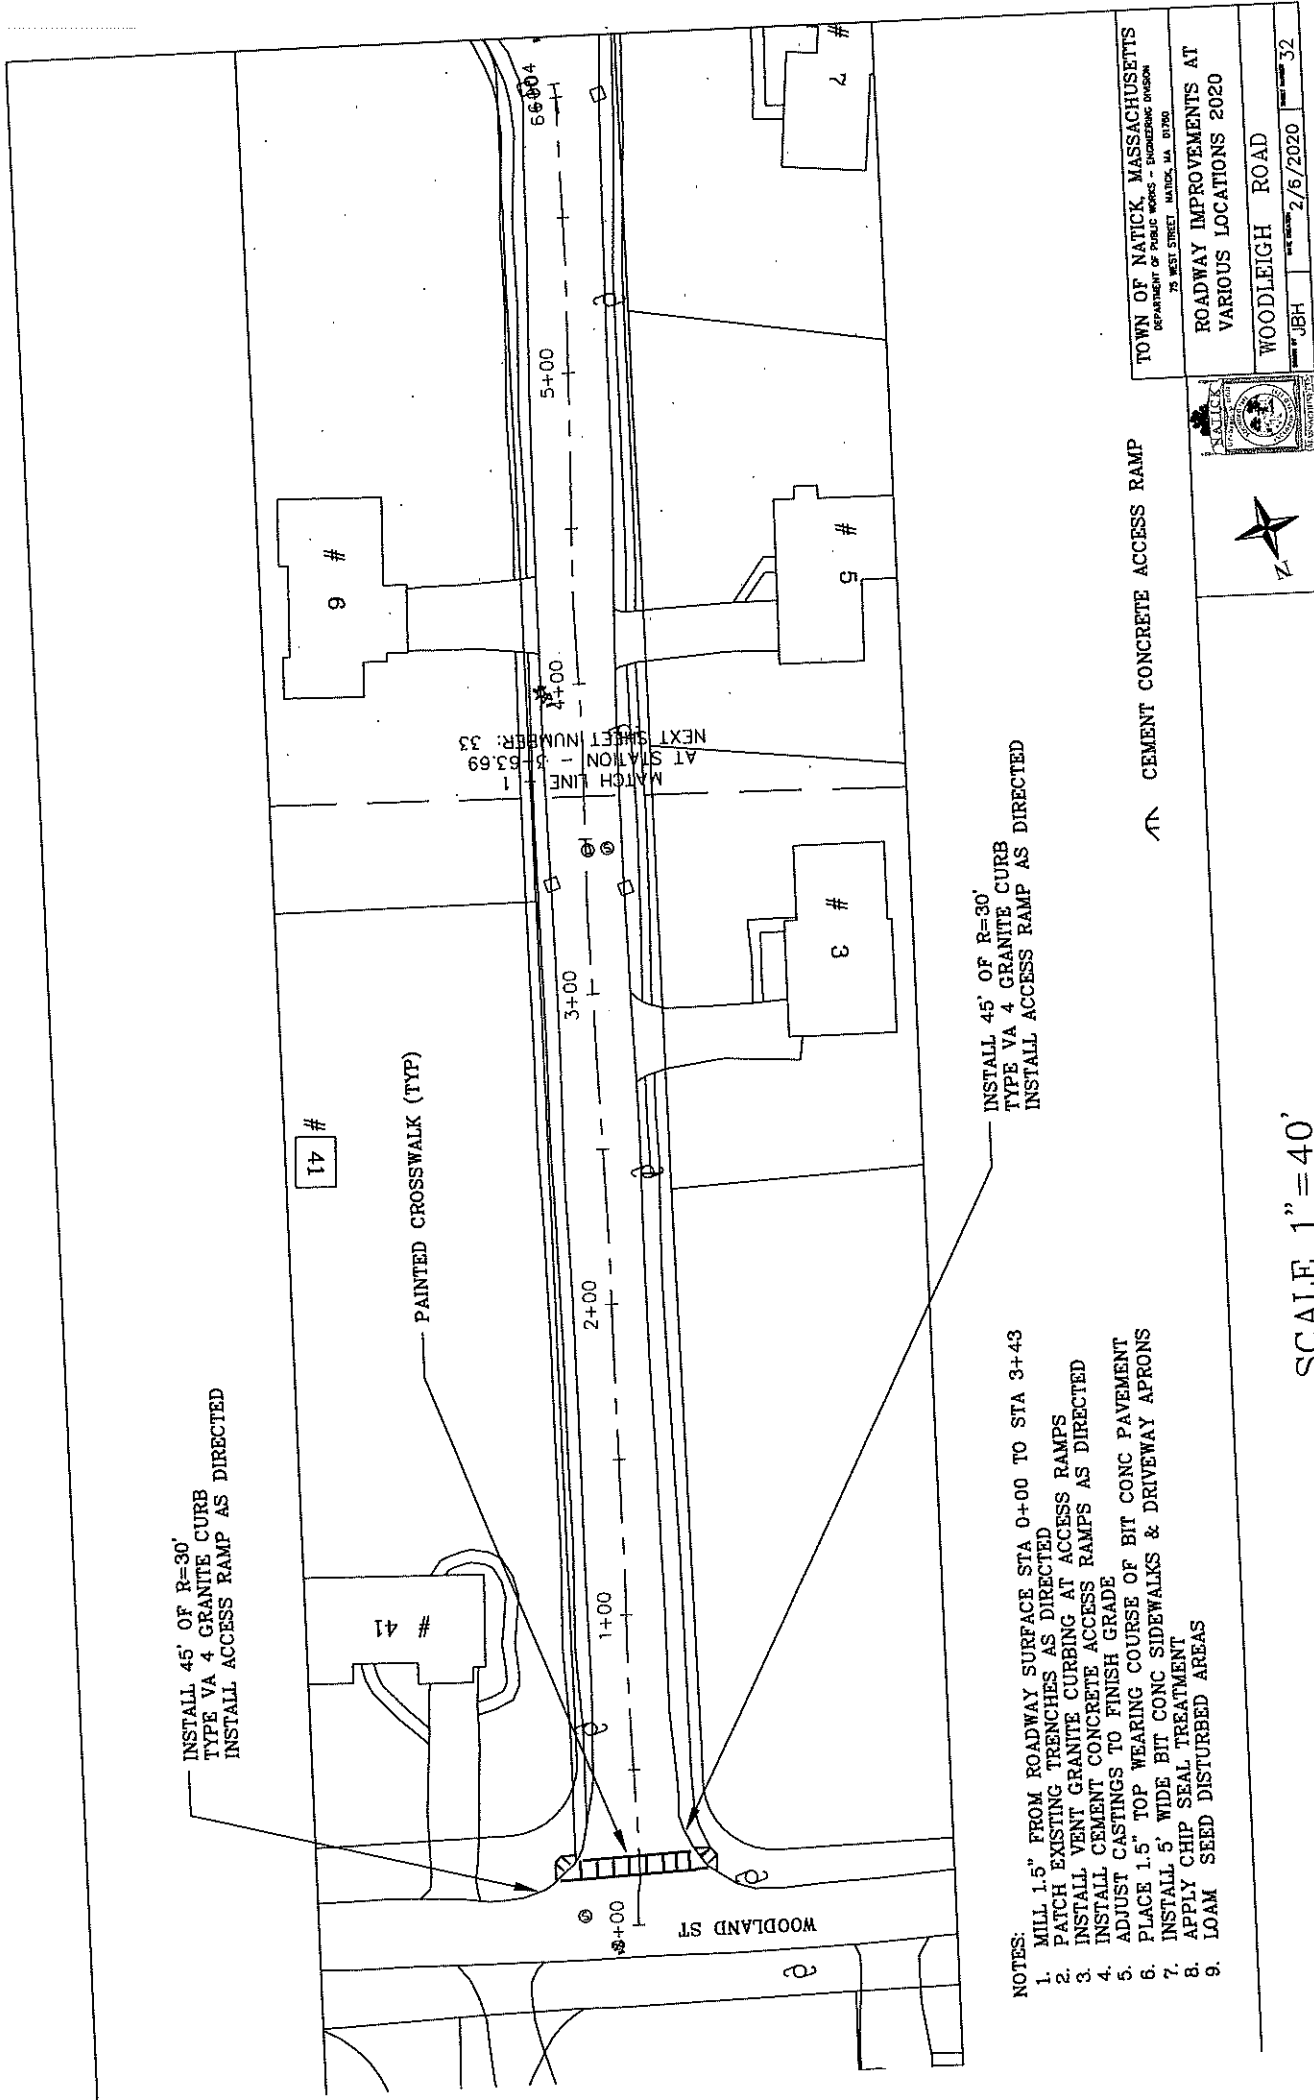 INSTALL 45' OF R=30'
TYPE VA 4 GRANITE CURB
INSTALL ACCESS RAMP AS DIRECTED
PAINTED CROSSWALK (TYP)
# 41
# 41
# 6
WOODLAND ST
+00
1+00
2+00
3+00
4+00
5+00
MATCH LINE - 1
AT STATION - 3+63.69
NEXT SHEET NUMBER: 33
# 3
# 5
# 7
INSTALL 45' OF R=30'
TYPE VA 4 GRANITE CURB
INSTALL ACCESS RAMP AS DIRECTED
NOTES:
1. MILL 1.5" FROM ROADWAY SURFACE STA 0+00 TO STA 3+43
2. PATCH EXISTING TRENCHES AS DIRECTED
3. INSTALL VENT GRANITE CURBING AT ACCESS RAMPS
4. INSTALL CEMENT CONCRETE ACCESS RAMPS AS DIRECTED
5. ADJUST CASTINGS TO FINISH GRADE
6. PLACE 1.5" TOP WEARING COURSE OF BIT CONC PAVEMENT
7. INSTALL 5' WIDE BIT CONC SIDEWALKS & DRIVEWAY APRONS
8. APPLY CHIP SEAL TREATMENT
9. LOAM SEED DISTURBED AREAS
CEMENT CONCRETE ACCESS RAMP
SCALE 1"=40'
N
NATICK
TOWN OF NATICK, MASSACHUSETTS
DEPARTMENT OF PUBLIC WORKS - ENGINEERING DIVISION
75 WEST STREET NATICK, MA 01760
ROADWAY IMPROVEMENTS AT
VARIOUS LOCATIONS 2020
WOODLEIGH ROAD
JBH 2/6/2020 32